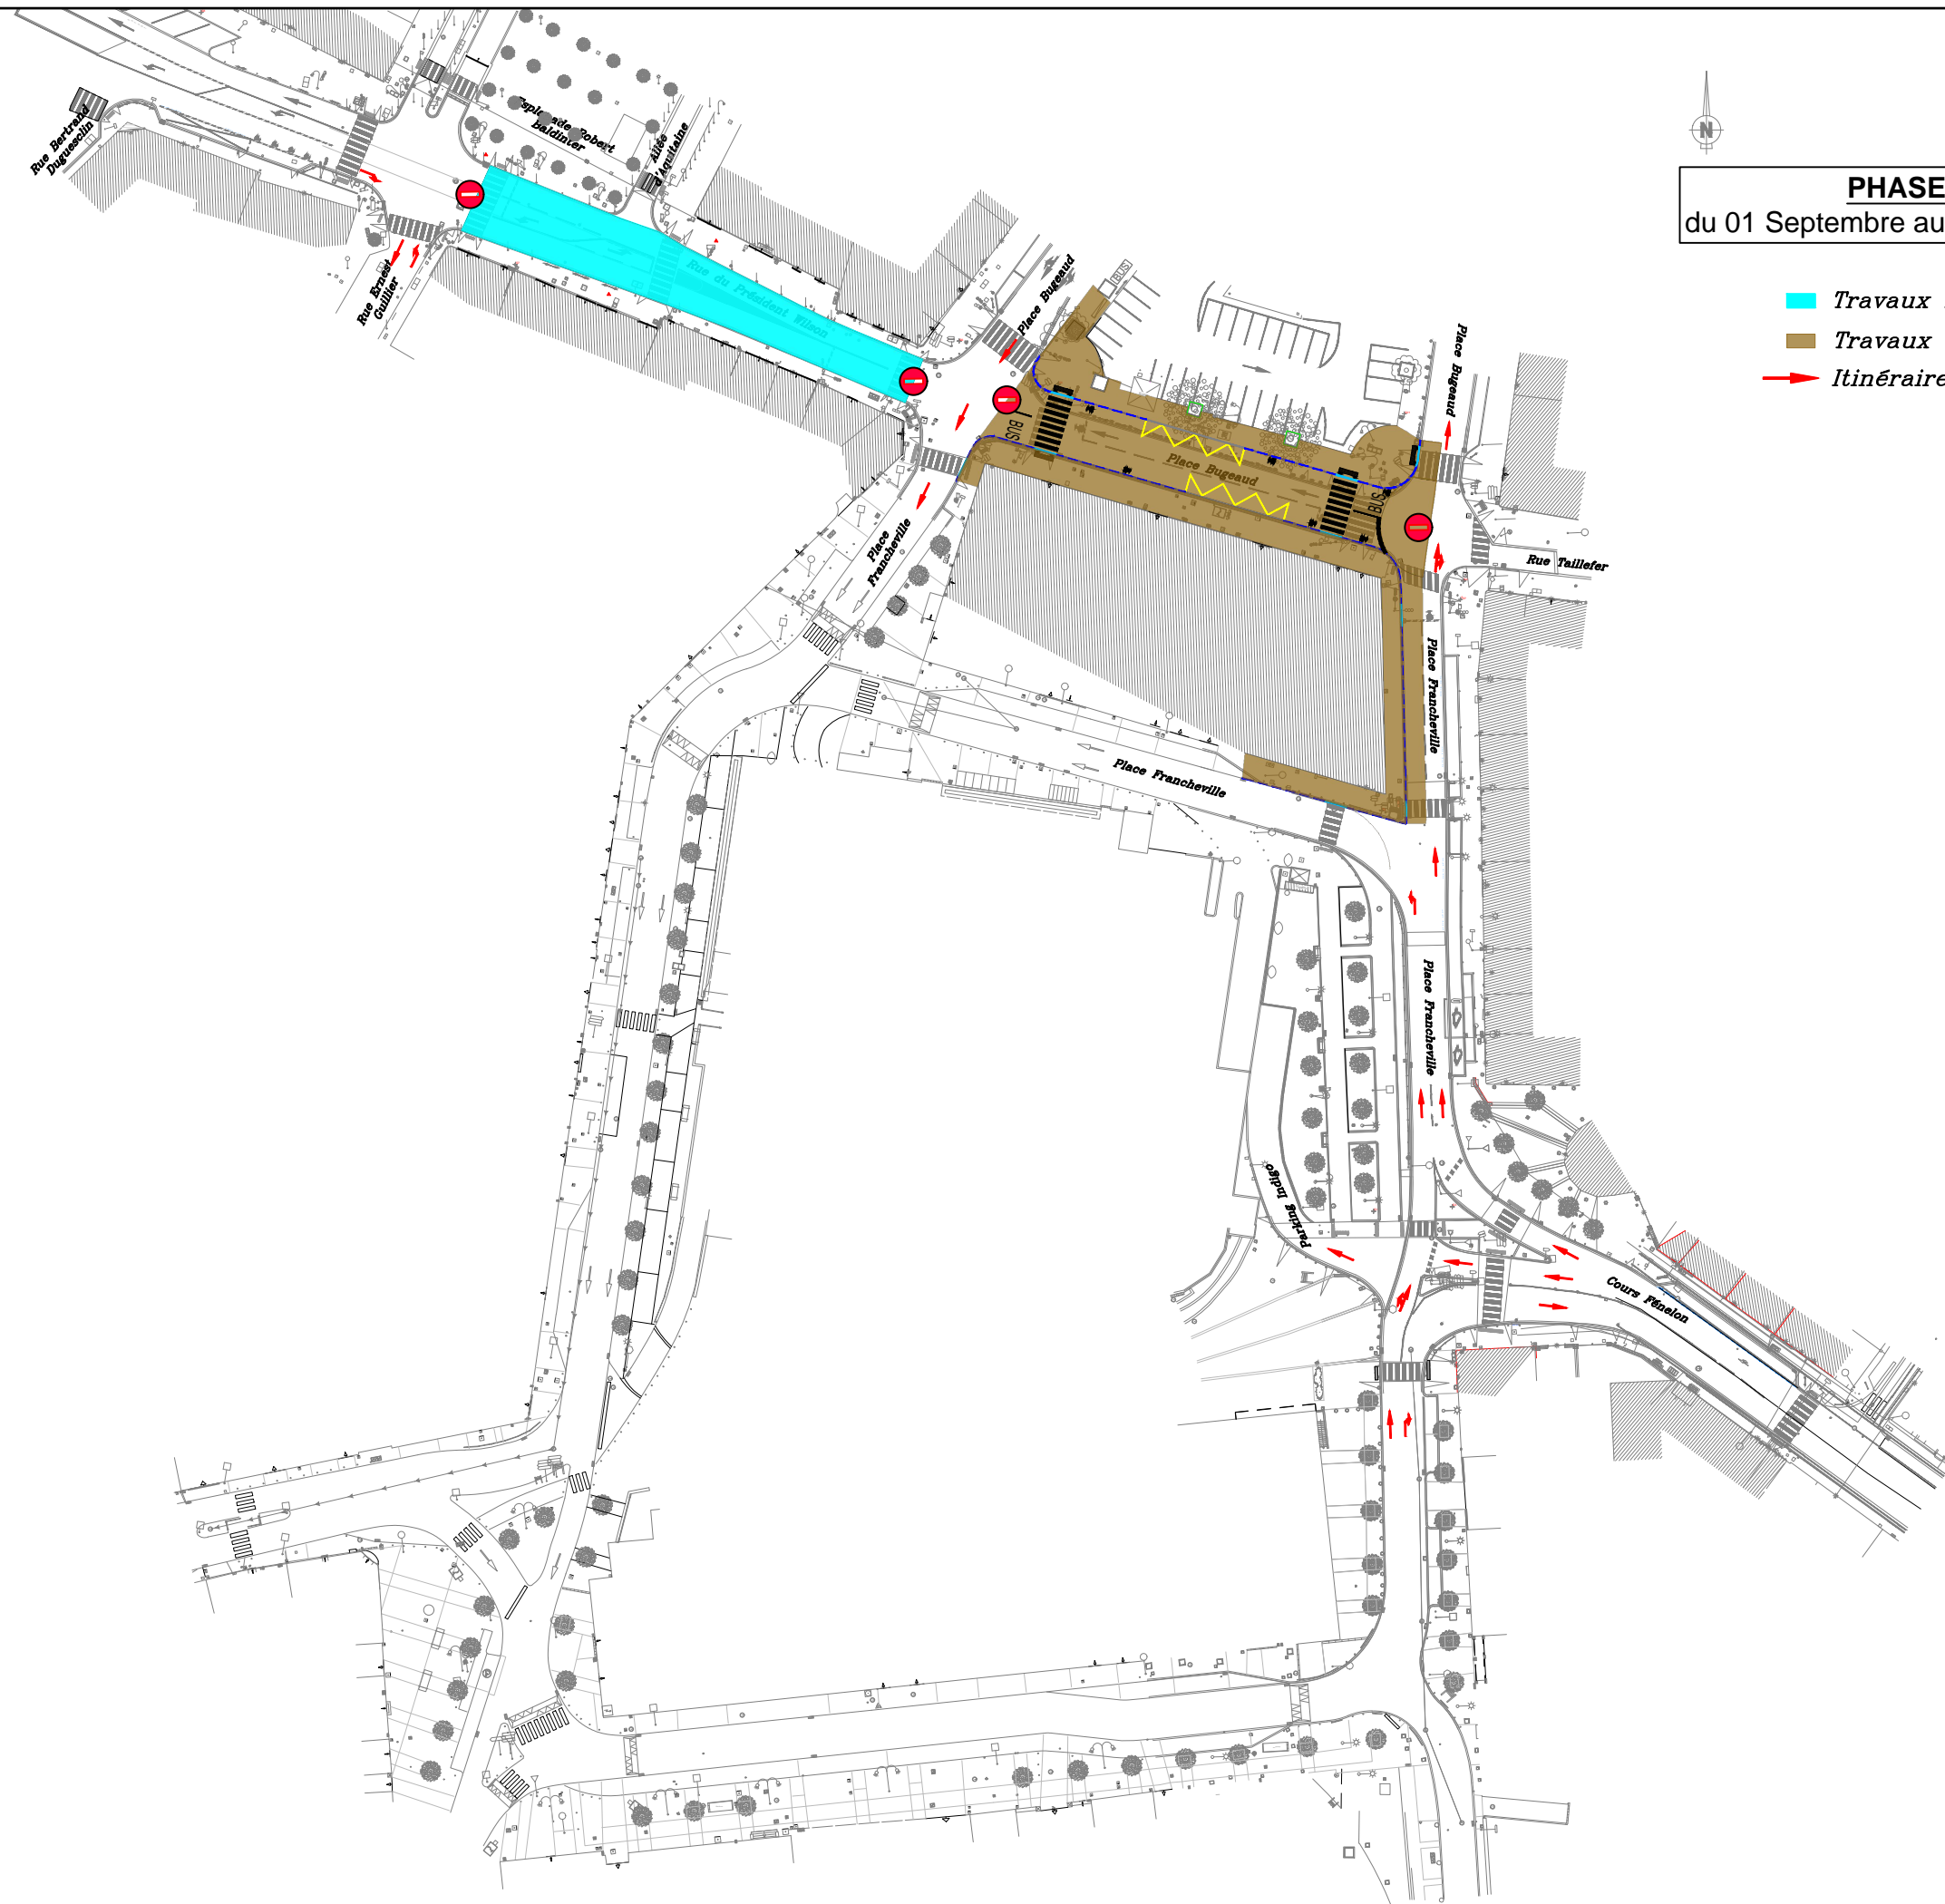 N
PHASE
du 01 Septembre au
Travaux
Travaux
Itinéraire
Rue Bertrand
Duguesclin
Esplanade Robert
Baldinter
Allée
d'Aquitaine
Rue Ernest
Guillier
Rue du Président Wilson
Place Bugeaud
BUS
BUS
Place Bugeaud
BUS
Place Bugeaud
Rue Taillefer
Place
Francheville
Place Francheville
Place Francheville
Place Francheville
Parking Indigo
Cours Fénelon